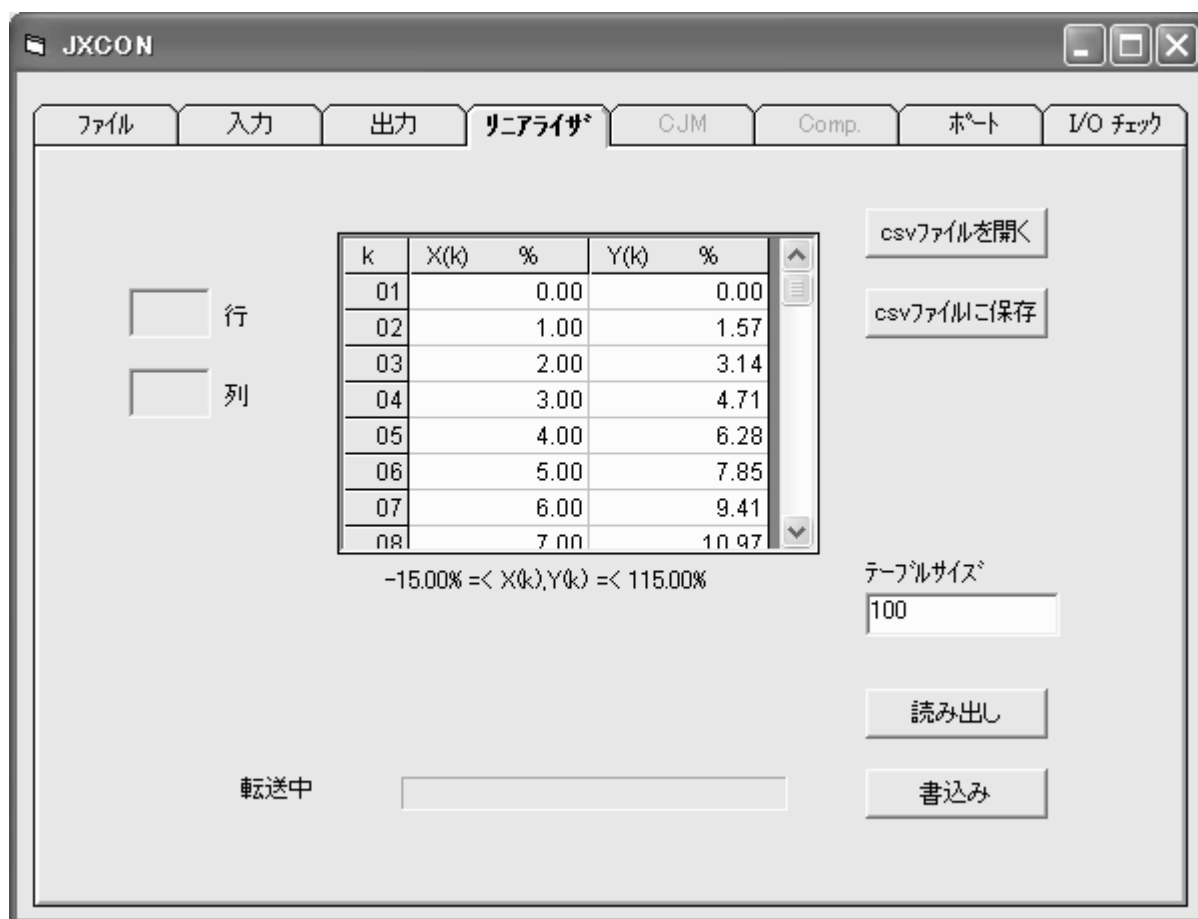 JXCON
ﾌｧｲﾙ 入力 出力 ﾘﾆｱﾗｲｻﾞ CJM Comp. ﾎﾟｰﾄ I/O ﾁｪｯｸ
csvﾌｧｲﾙを開く
csvﾌｧｲﾙに保存
行
列
k X(k) % Y(k) %
01 0.00 0.00
02 1.00 1.57
03 2.00 3.14
04 3.00 4.71
05 4.00 6.28
06 5.00 7.85
07 6.00 9.41
08 7.00 10.97
-15.00% =< X(k),Y(k) =< 115.00%
ﾃｰﾌﾞﾙｻｲｽﾞ
100
読み出し
転送中
書込み